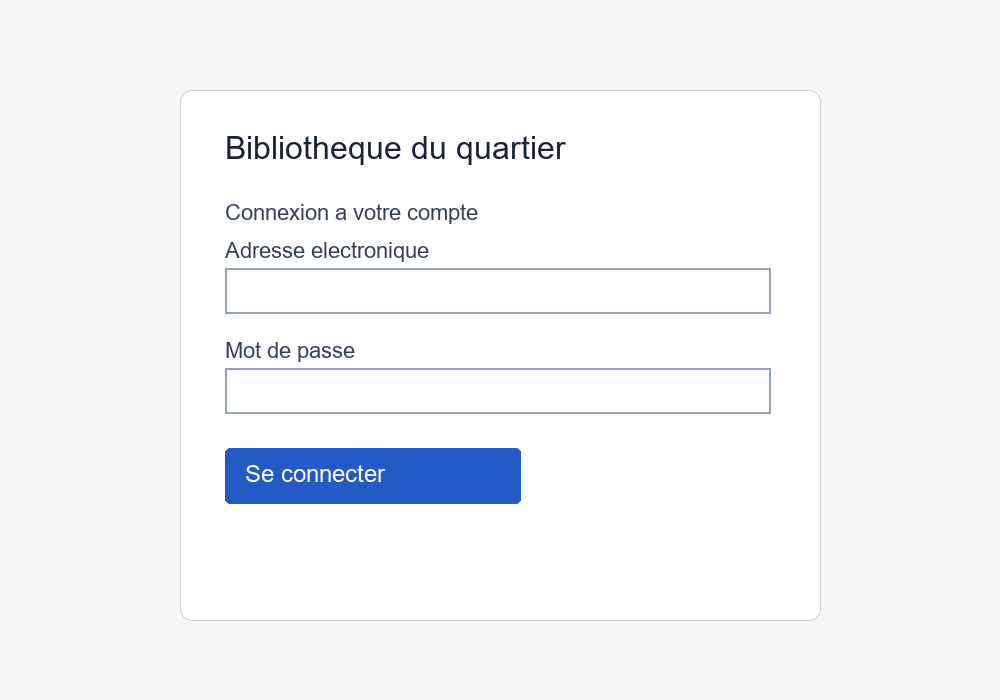 Bibliotheque du quartier
Connexion a votre compte
Adresse electronique
Mot de passe
Se connecter